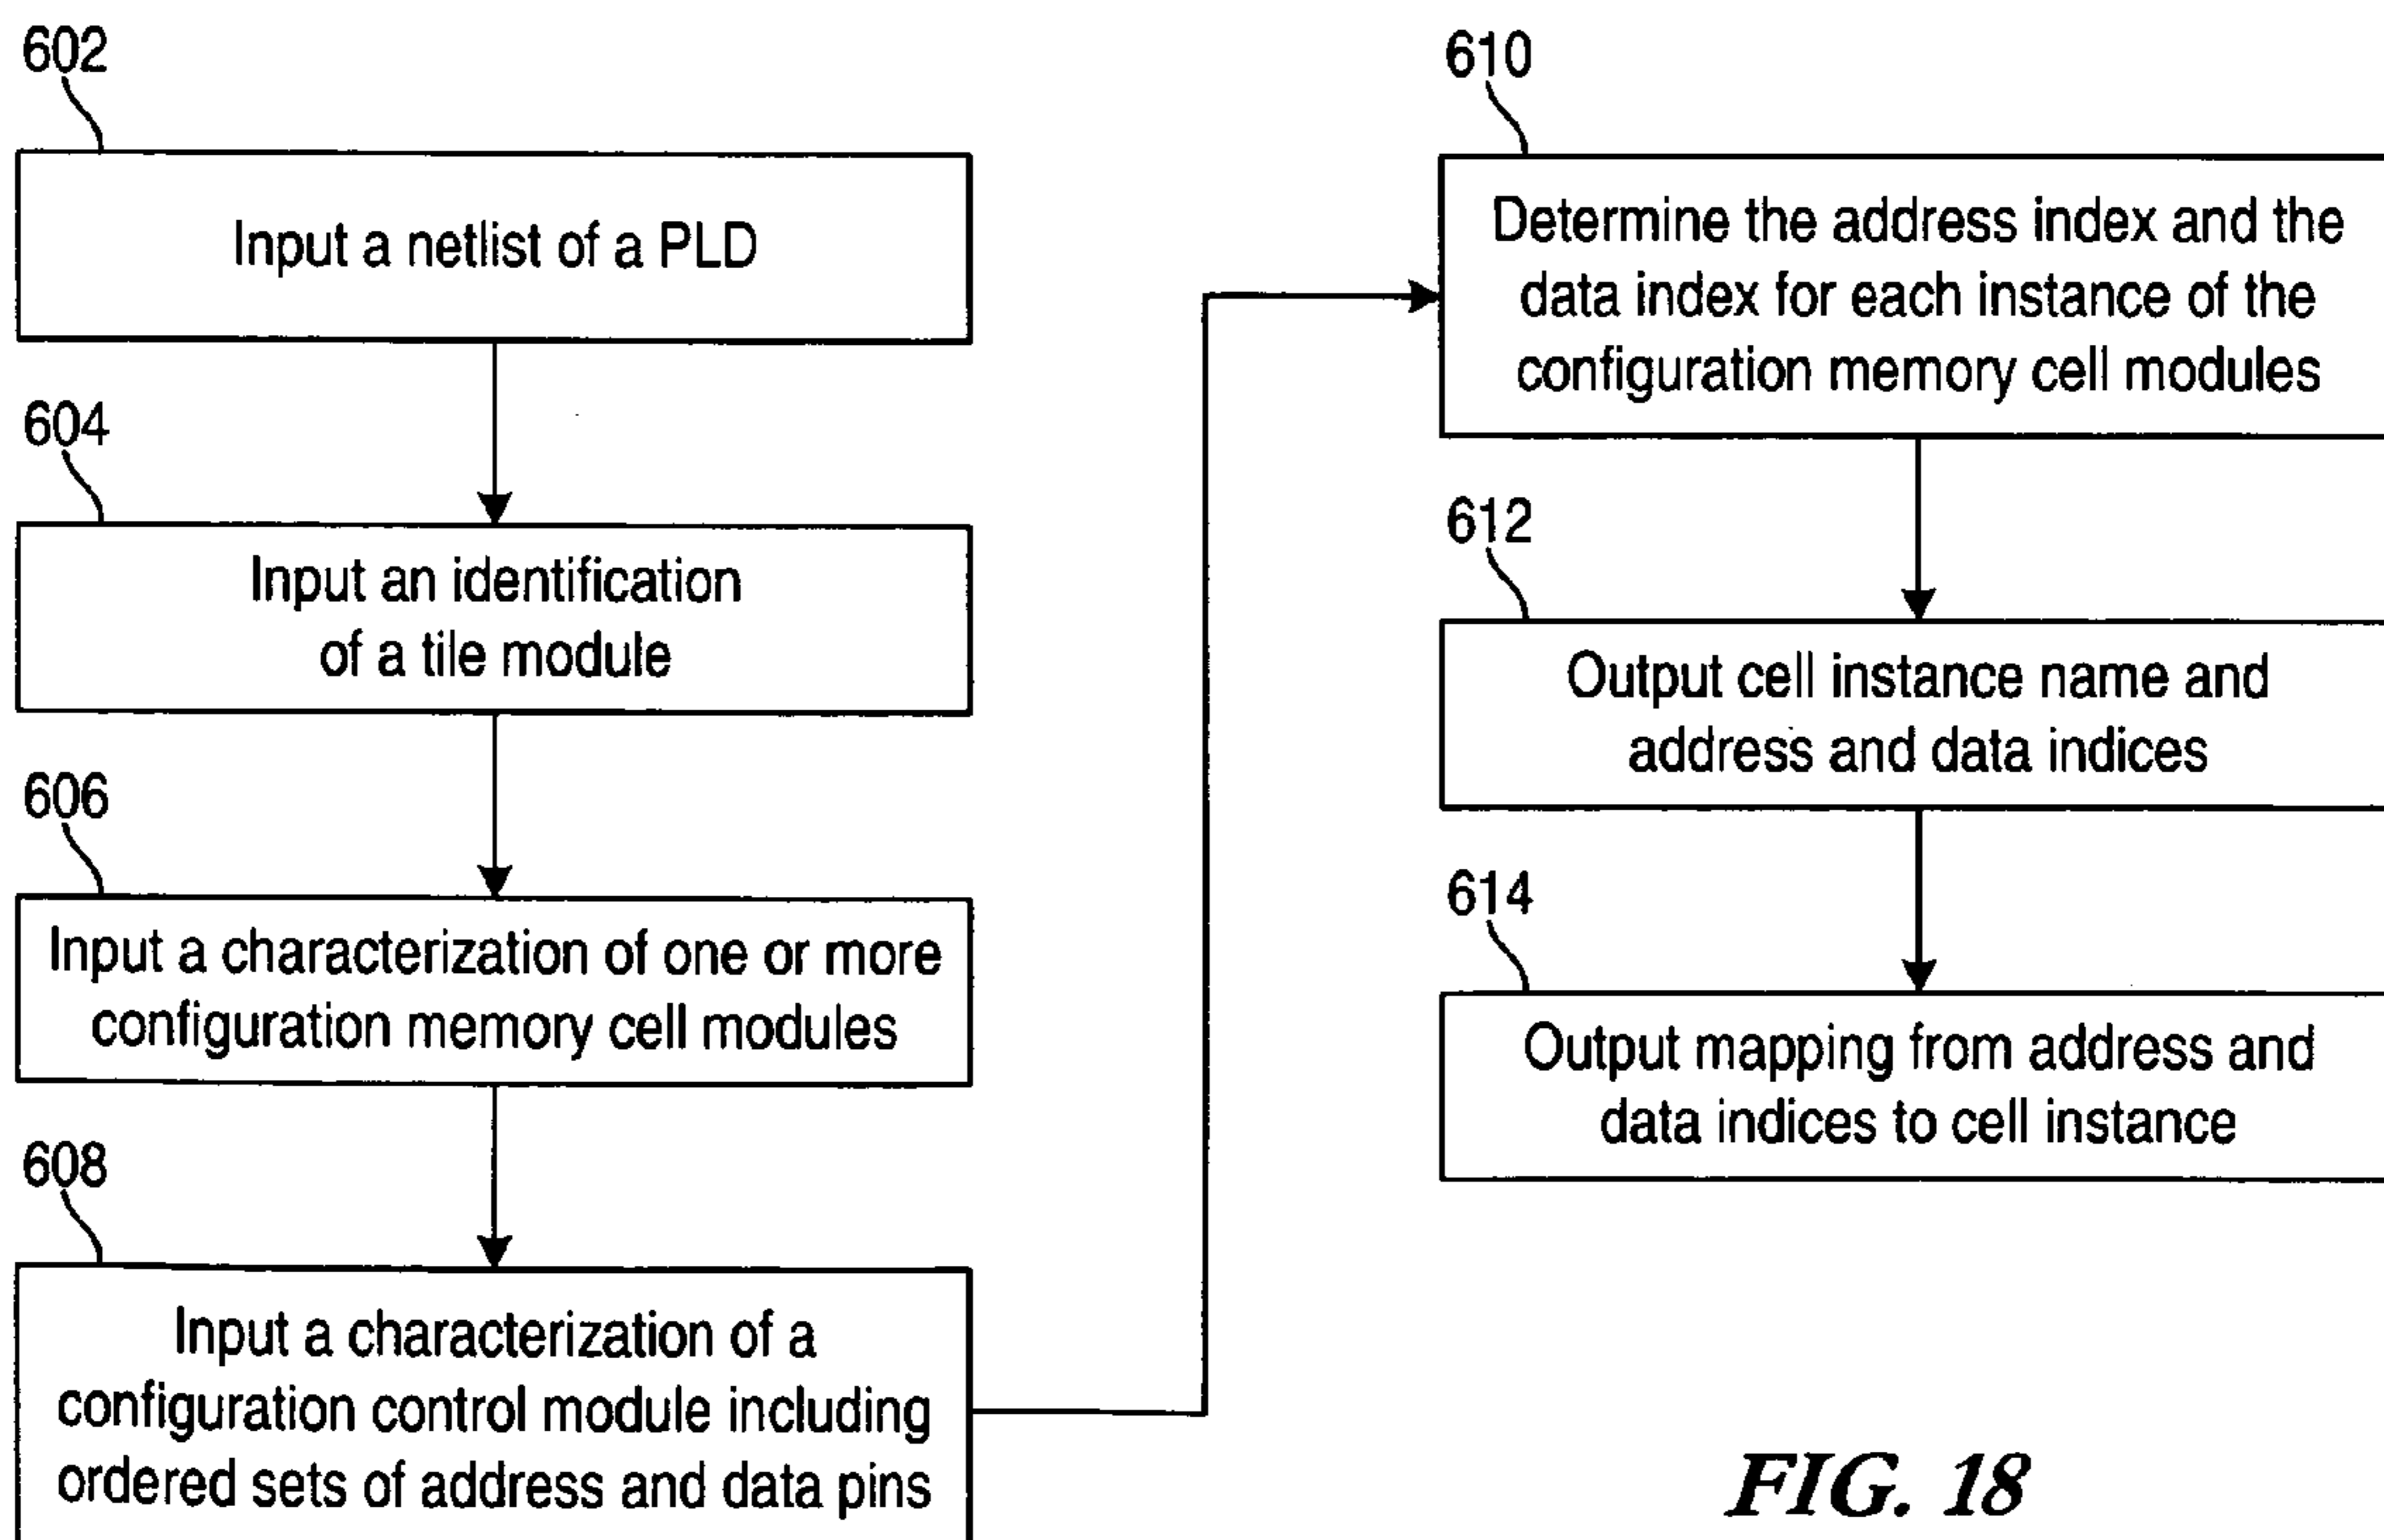 602
Input a netlist of a PLD
604
Input an identification
of a tile module
606
Input a characterization of one or more
configuration memory cell modules
608
Input a characterization of a
configuration control module including
ordered sets of address and data pins
610
Determine the address index and the
data index for each instance of the
configuration memory cell modules
612
Output cell instance name and
address and data indices
614
Output mapping from address and
data indices to cell instance
FIG. 18